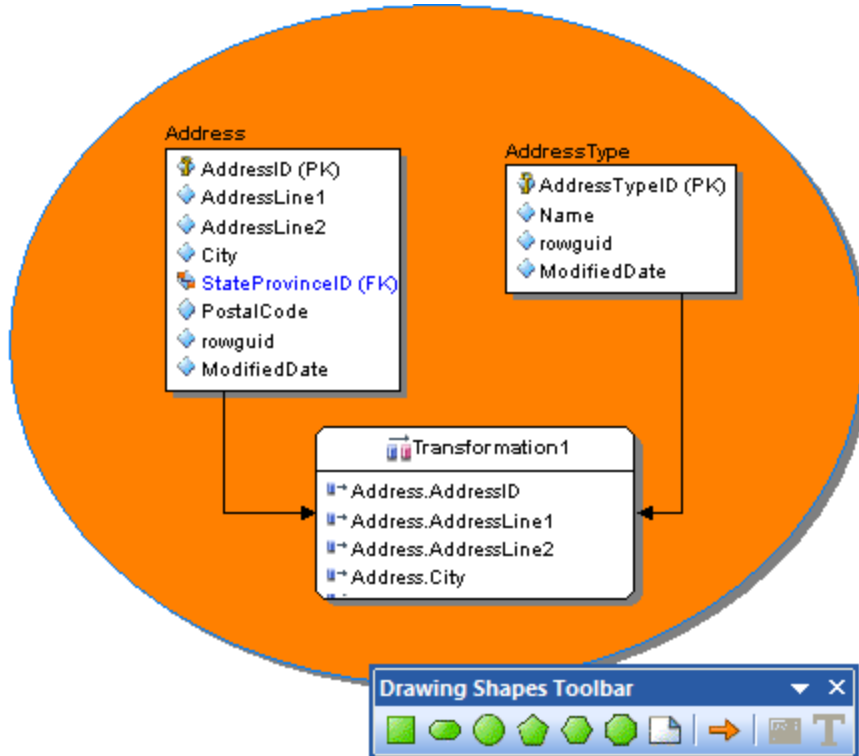 Address
AddressID (PK)
AddressLine1
AddressLine2
City
StateProvinceID (FK)
PostalCode
rowguid
ModifiedDate
AddressType
AddressTypeID (PK)
Name
rowguid
ModifiedDate
Transformation1
Address.AddressID
Address.AddressLine1
Address.AddressLine2
Address.City
Drawing Shapes Toolbar
T